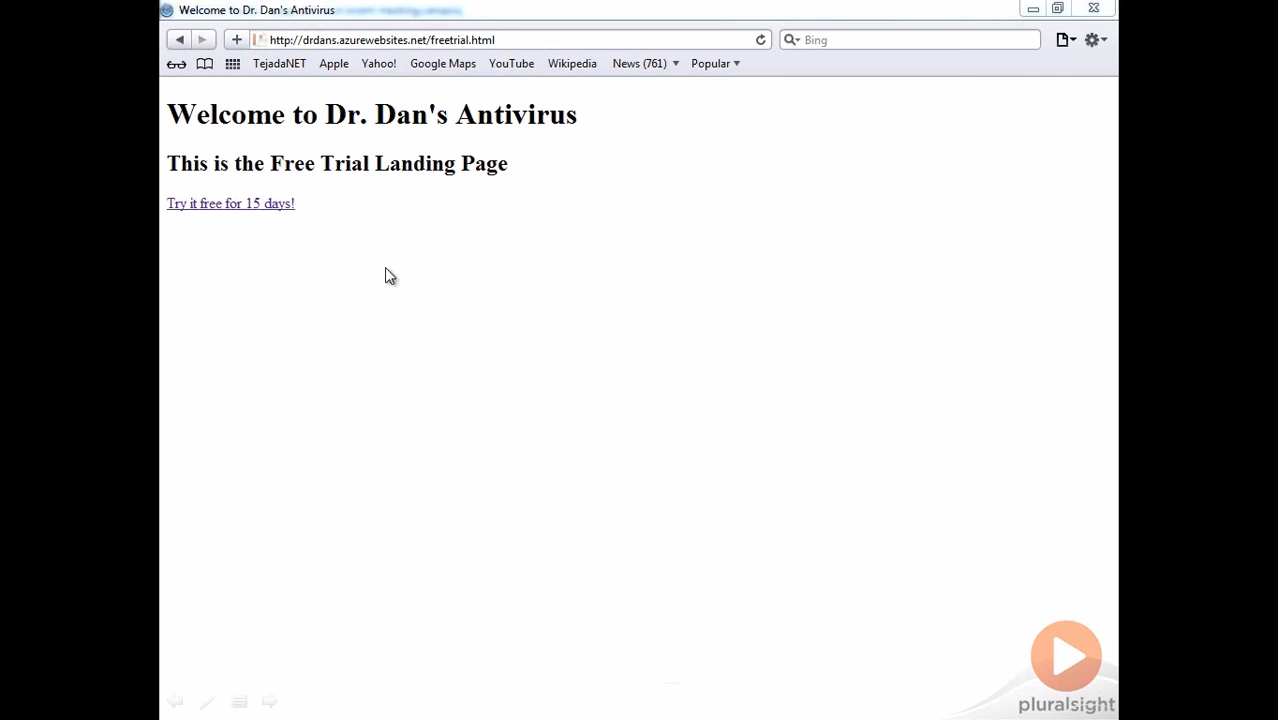 Welcome to Dr. Dan's Antivirus
http://drdans.azurewebsites.net/freetrial.html
Bing
TejadaNET Apple Yahoo! Google Maps YouTube Wikipedia News (761) Popular
Welcome to Dr. Dan's Antivirus
This is the Free Trial Landing Page
Try it free for 15 days!
pluralsight